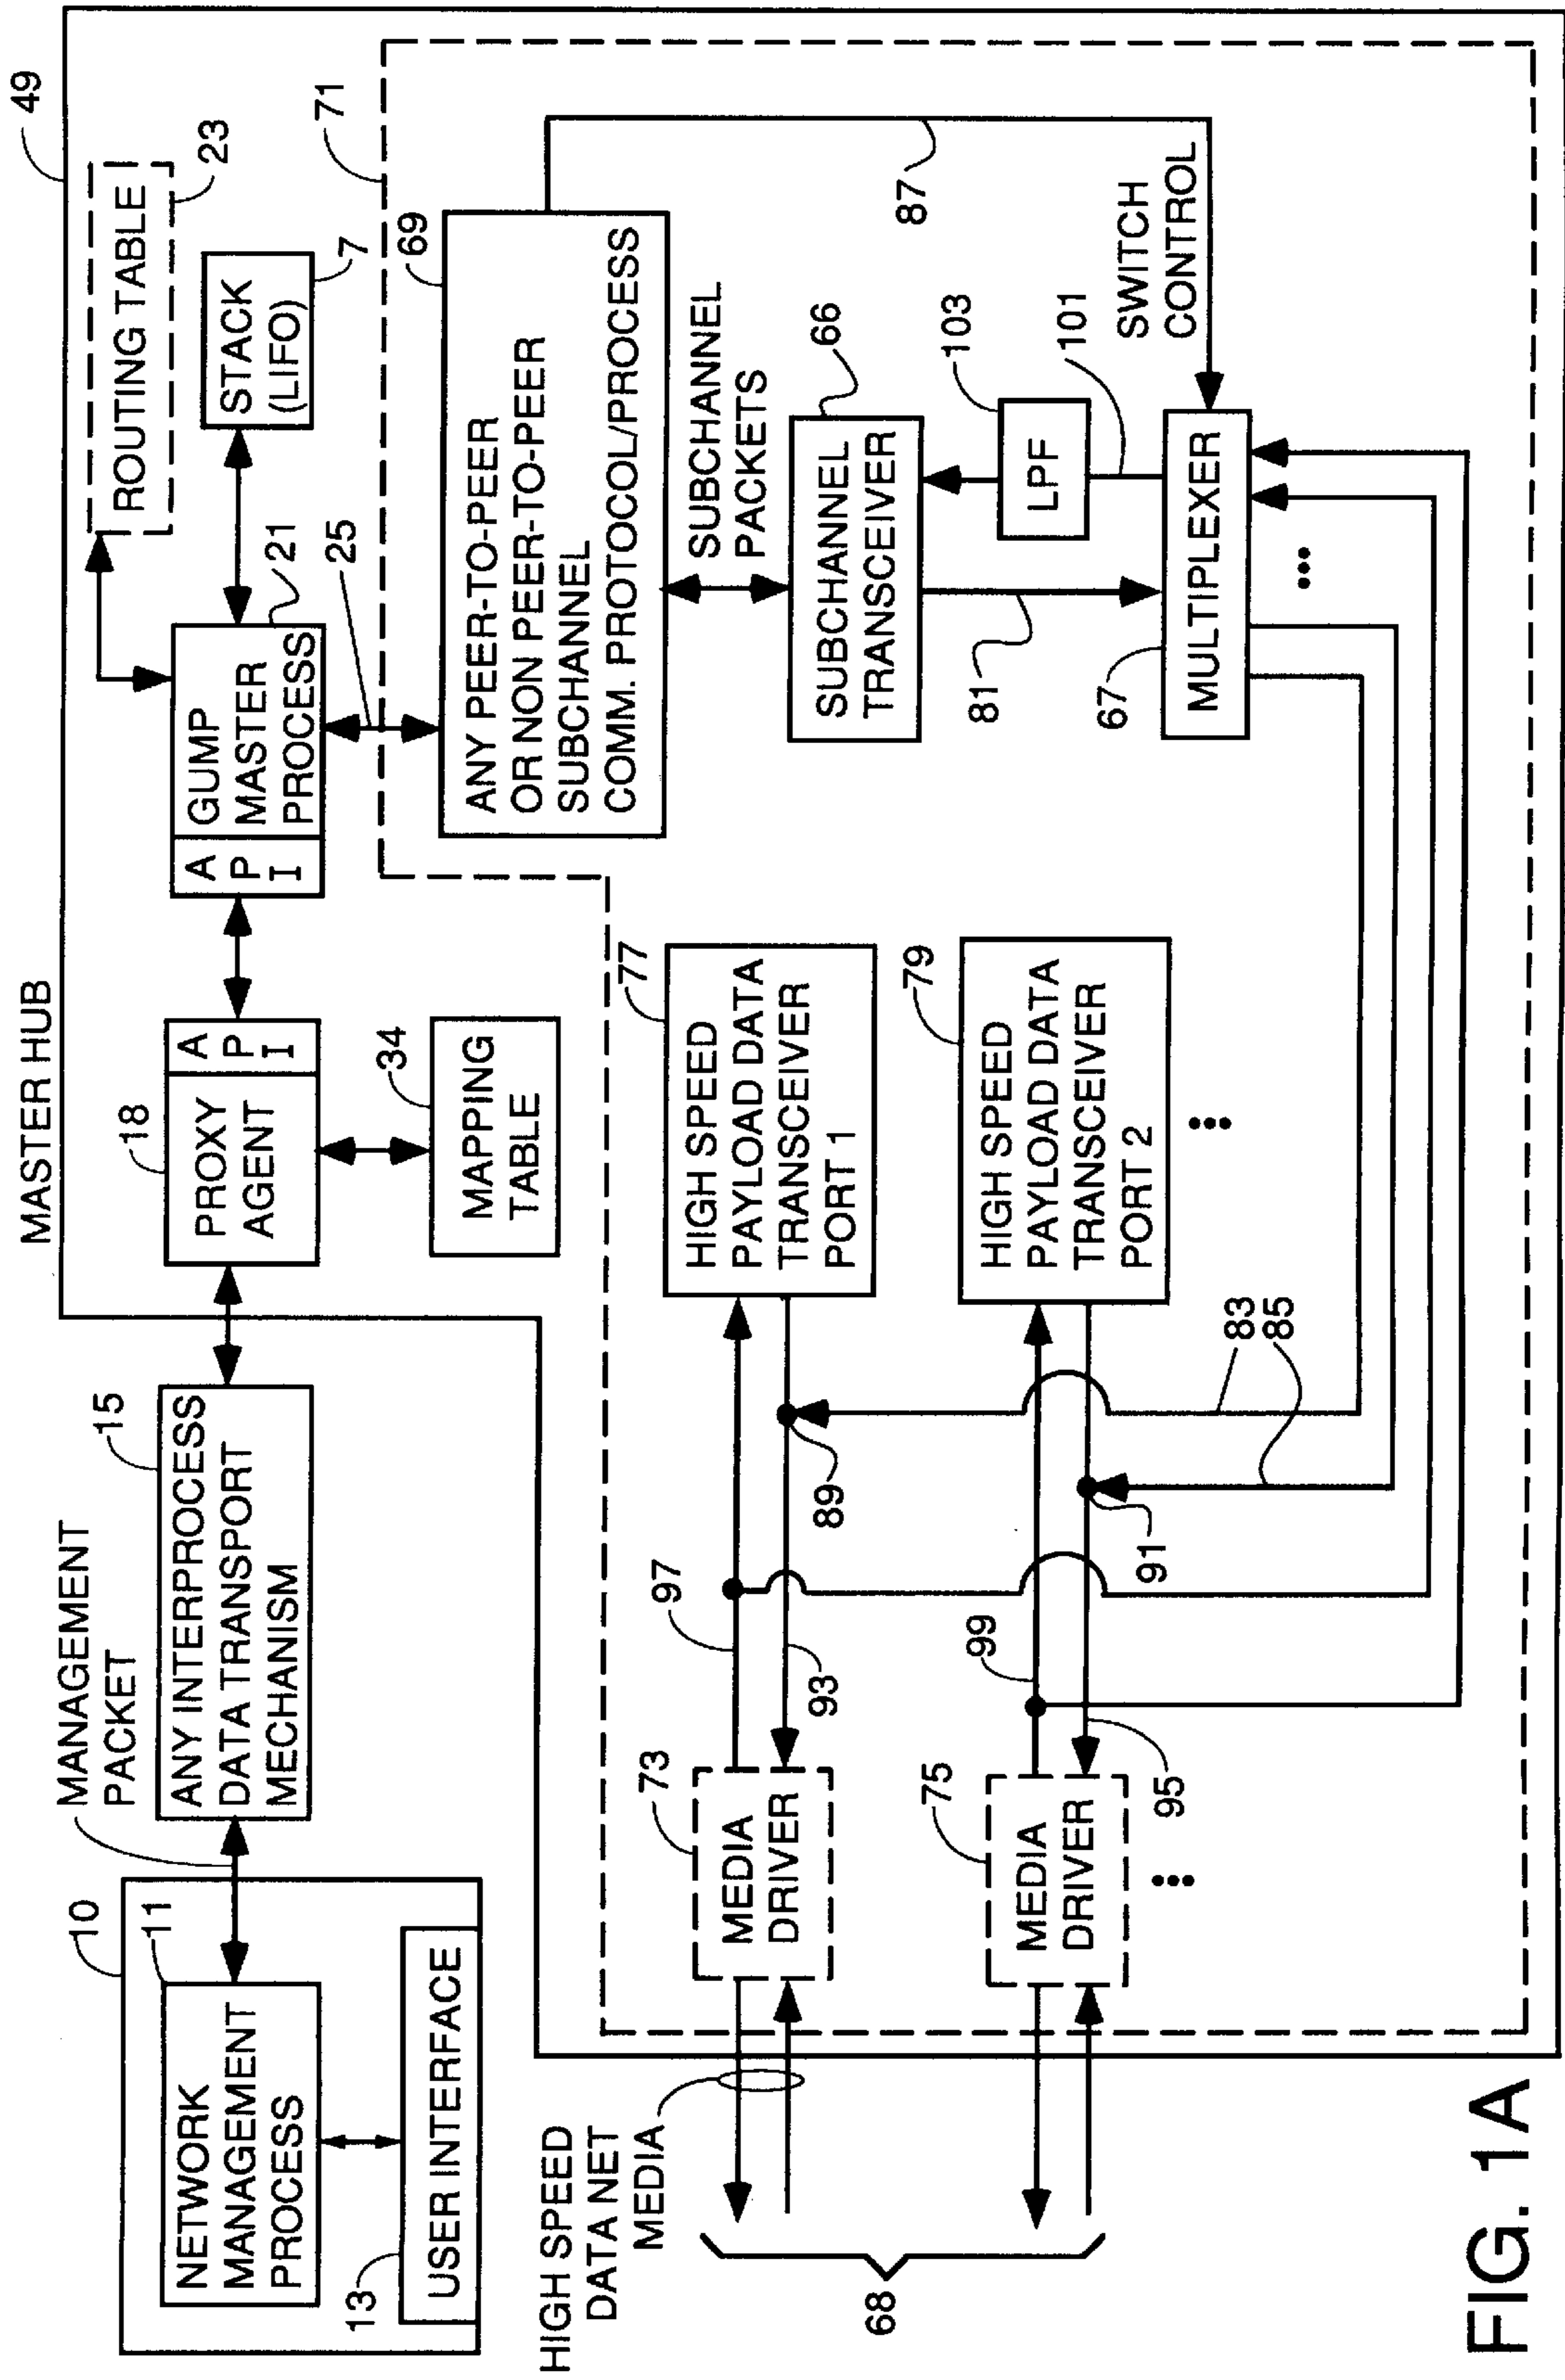 MASTER HUB
49
10
11
NETWORK
MANAGEMENT
PROCESS
13
USER INTERFACE
MANAGEMENT
PACKET
15
ANY INTERPROCESS
DATA TRANSPORT
MECHANISM
18
PROXY
AGENT
A
P
I
34
MAPPING
TABLE
A
P
I
GUMP
MASTER
PROCESS
21
ROUTING TABLE
23
STACK
(LIFO)
7
25
71
69
ANY PEER-TO-PEER
OR NON PEER-TO-PEER
SUBCHANNEL
COMM. PROTOCOL/PROCESS
SUBCHANNEL
PACKETS
87
66
SUBCHANNEL
TRANSCEIVER
103
LPF
101
81
SWITCH
CONTROL
67
MULTIPLEXER
HIGH SPEED
DATA NET
MEDIA
68
73
MEDIA
DRIVER
97
93
89
77
HIGH SPEED
PAYLOAD DATA
TRANSCEIVER
PORT 1
75
MEDIA
DRIVER
99
95
91
79
HIGH SPEED
PAYLOAD DATA
TRANSCEIVER
PORT 2
83
85
FIG. 1A